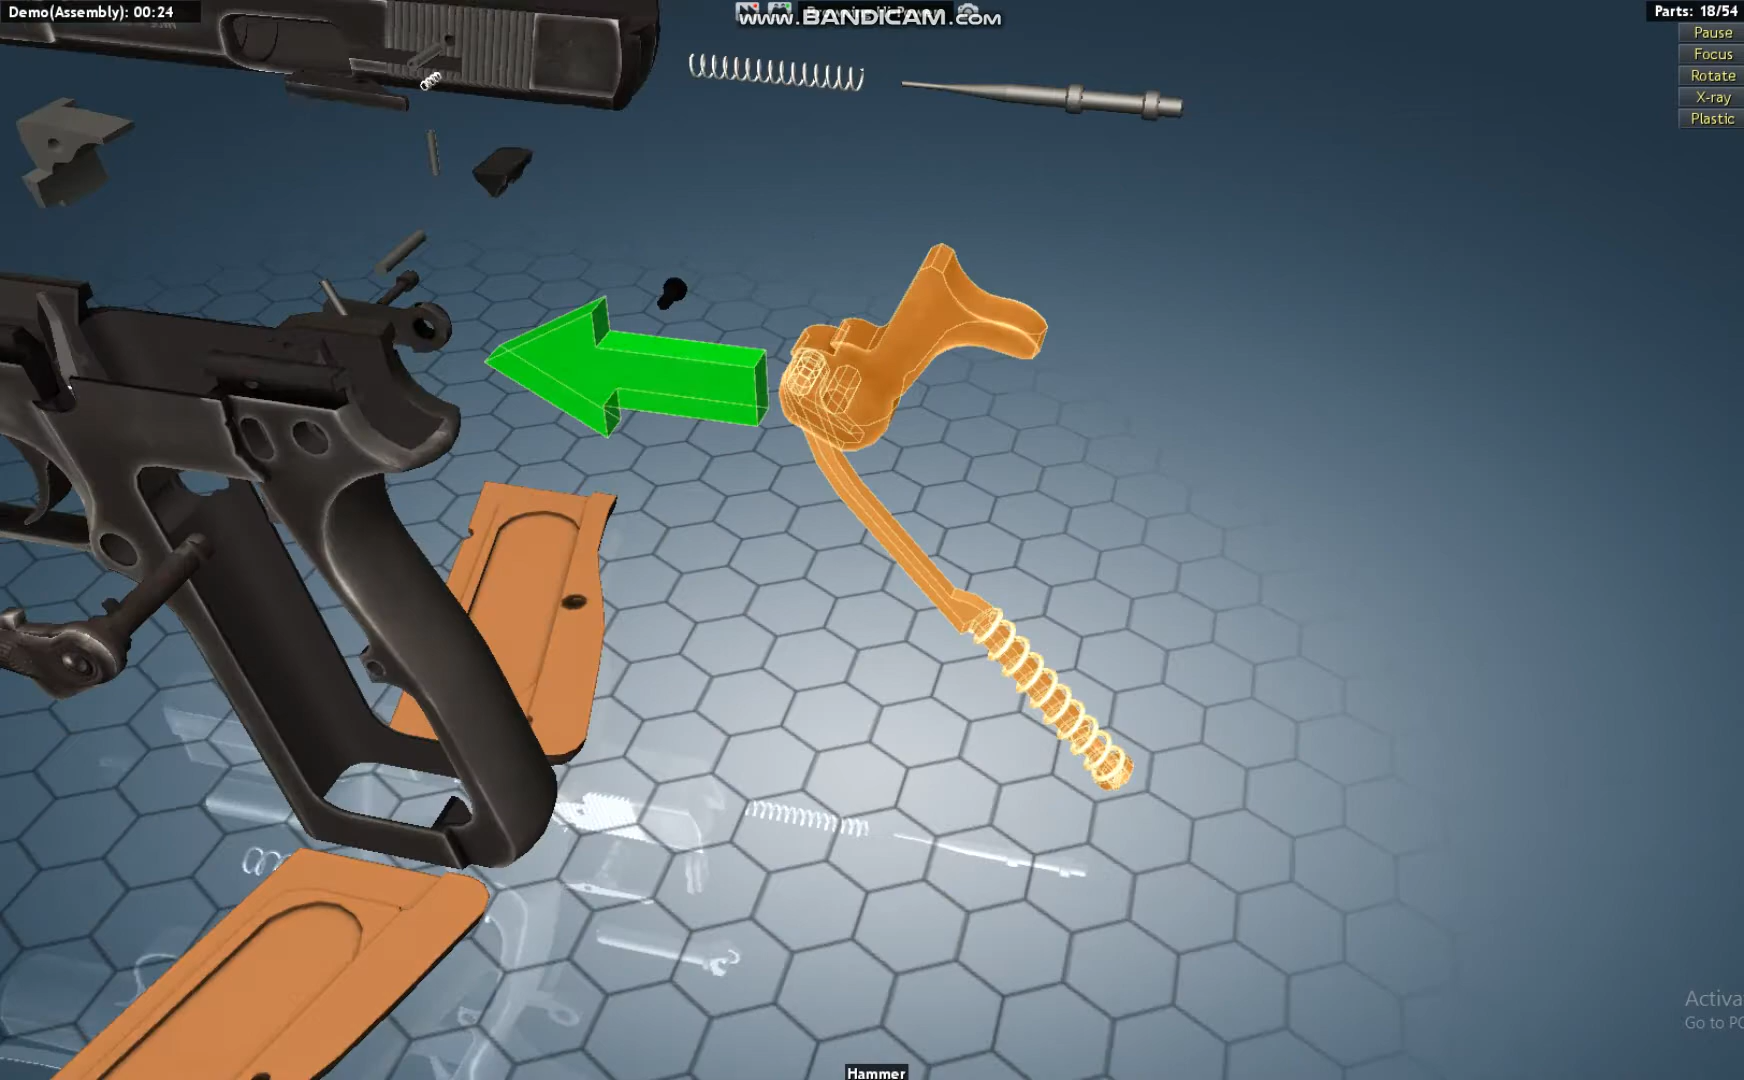 Demo(Assembly): 00:24
www.BANDICAM.com
Parts: 18/54
Pause
Focus
Rotate
X-ray
Plastic
Activa
Go to PC
Hammer